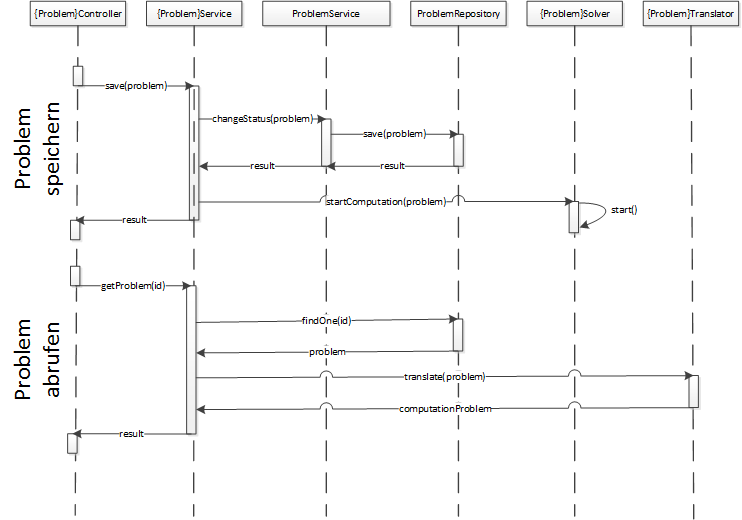 {Problem}Controller
{Problem}Service
ProblemService
ProblemRepository
{Problem}Solver
{Problem}Translator
Problem
speichern
save(problem)
changeStatus(problem)
save(problem)
result
result
startComputation(problem)
start()
result
Problem
abrufen
getProblem(id)
findOne(id)
problem
translate(problem)
computationProblem
result